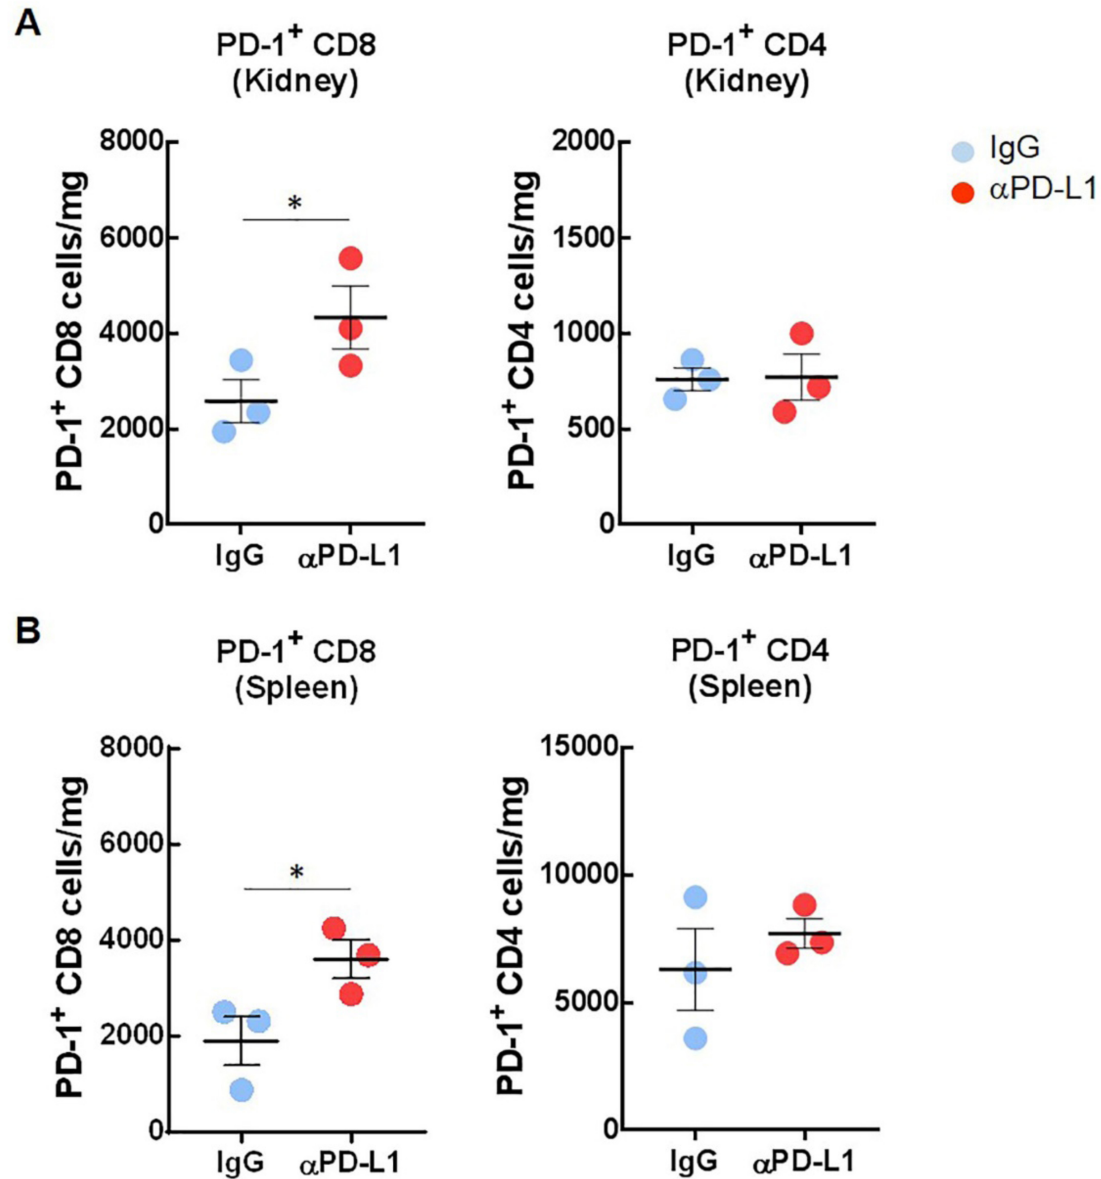 A
PD-1⁺ CD8
(Kidney)
PD-1⁺ CD8 cells/mg
8000
6000
4000
2000
0
*
IgG
αPD-L1
PD-1⁺ CD4
(Kidney)
PD-1⁺ CD4 cells/mg
2000
1500
1000
500
0
IgG
αPD-L1
IgG
αPD-L1
B
PD-1⁺ CD8
(Spleen)
PD-1⁺ CD8 cells/mg
8000
6000
4000
2000
0
*
IgG
αPD-L1
PD-1⁺ CD4
(Spleen)
PD-1⁺ CD4 cells/mg
15000
10000
5000
0
IgG
αPD-L1